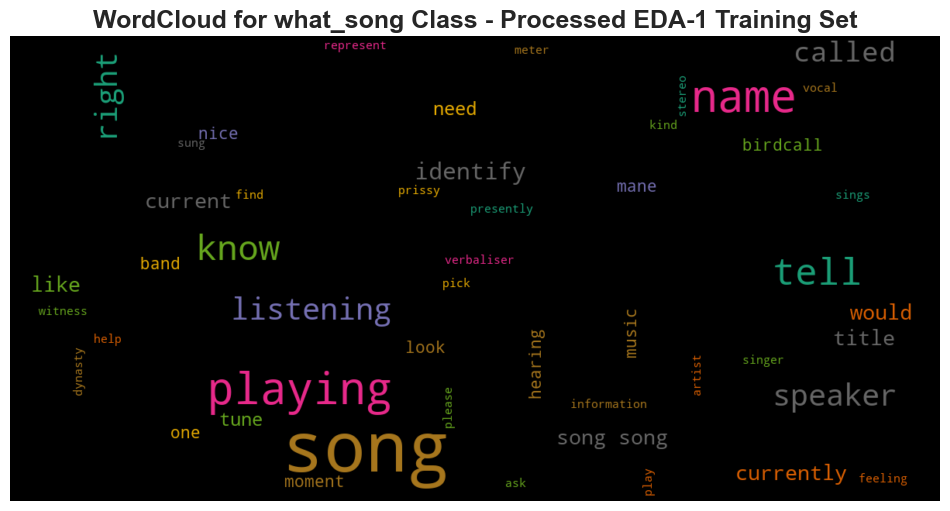 WordCloud for what_song Class - Processed EDA-1 Training Set
represent
meter
called
right
stereo
name
vocal
need
kind
nice
sung
birdcall
identify
mane
prissy
current
find
sings
presently
know
band
verbaliser
tell
like
pick
listening
witness
would
help
look
hearing
music
title
dynasty
artist
singer
playing
please
speaker
information
tune
one
song
song song
moment
currently
feeling
ask
play